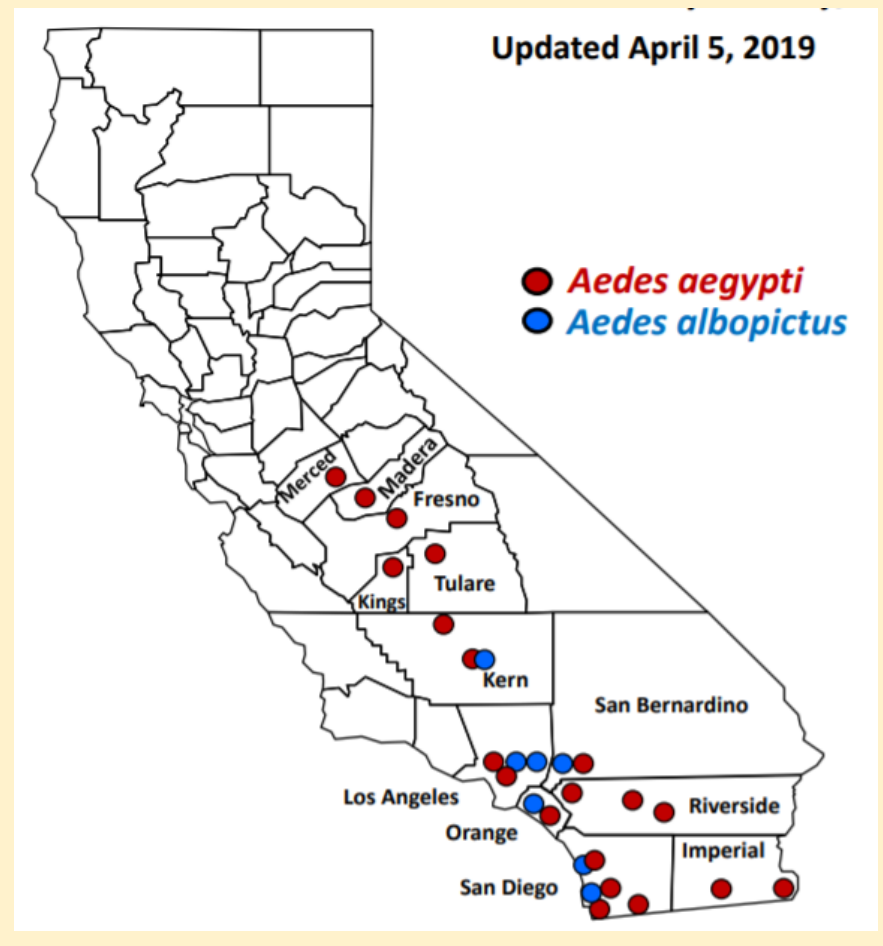 Updated April 5, 2019
Aedes aegypti
Aedes albopictus
Merced
Madera
Fresno
Tulare
Kings
Kern
San Bernardino
Los Angeles
Riverside
Orange
Imperial
San Diego